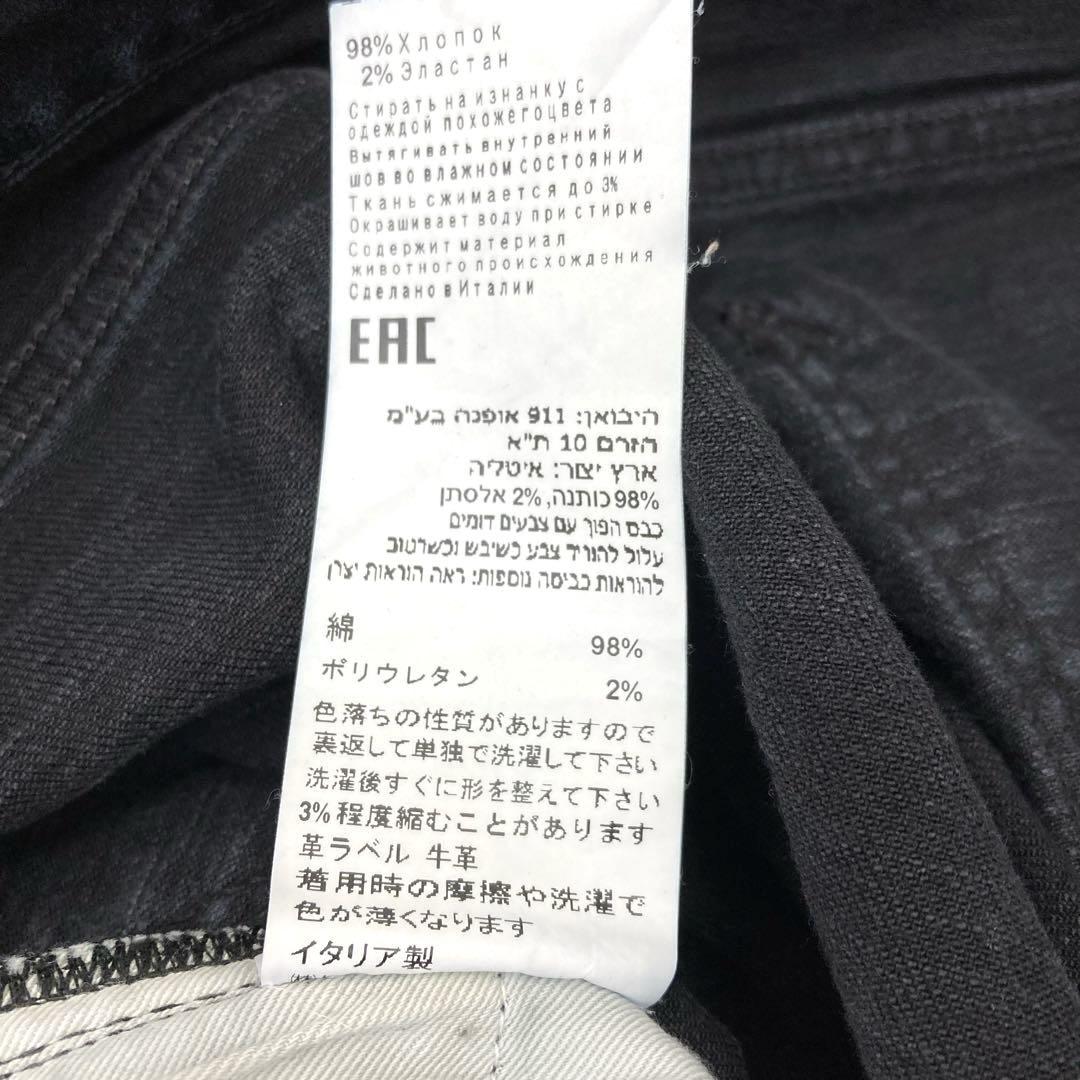 98% Хлопок
2% Эластан
Стирать на изнанку с
одеждой похожего цвета
Вытягивать внутренний
шов во влажном состоянии
Ткань сжимается до 3%
Окрашивает воду при стирке
Содержит материал
животного происхождения
Сделано в Италии
EAC
היבואן: 911 אופנה בע"מ
הזרם 10 ת"א
ארץ יצור: איטליה
98% כותנה, 2% אלסתן
כבס הפוך עם צבעים דומים
עלול להוריד צבע כשיבש וכשרטוב
להוראות כביסה נוספות: ראה הוראות יצרן
綿 98%
ポリウレタン 2%
色落ちの性質がありますので
裏返して単独で洗濯して下さい
洗濯後すぐに形を整えて下さい
3%程度縮むことがあります
革ラベル 牛革
着用時の摩擦や洗濯で
色が薄くなります
イタリア製